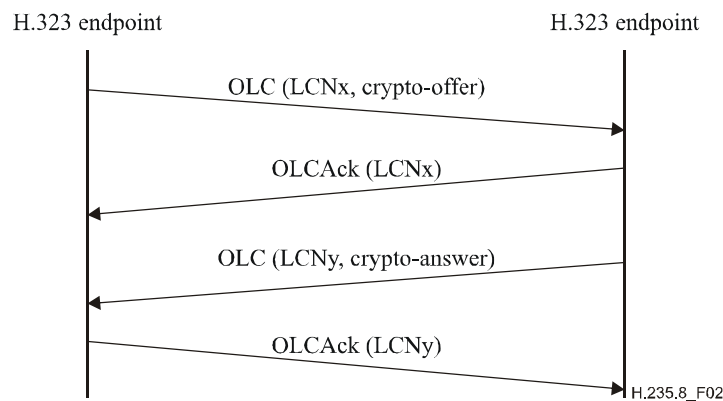 H.323 endpoint
H.323 endpoint
OLC (LCNx, crypto-offer)
OLCAck (LCNx)
OLC (LCNy, crypto-answer)
OLCAck (LCNy)
H.235.8_F02